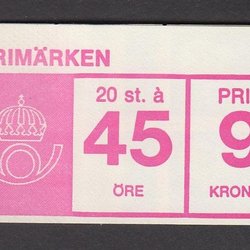 RIMÄRKEN
20 st. à
45
ÖRE
PRI
9
KRON